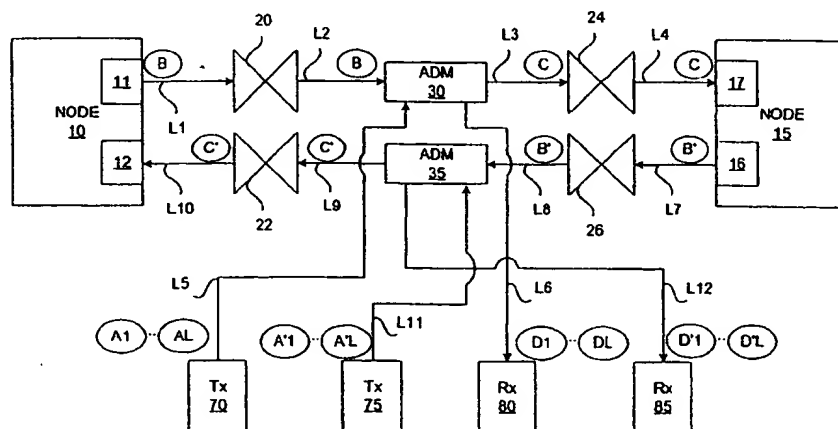 20
L2
L3
24
L4
B
B
C
C
11
ADM
30
17
NODE
10
L1
NODE
15
C'
C'
ADM
35
B'
B'
12
16
L10
22
L9
L8
26
L7
L5
L11
L6
L12
A1 ··· AL
A'1 ··· A'L
D1 ··· DL
D'1 ··· D'L
Tx
70
Tx
75
Rx
80
Rx
85